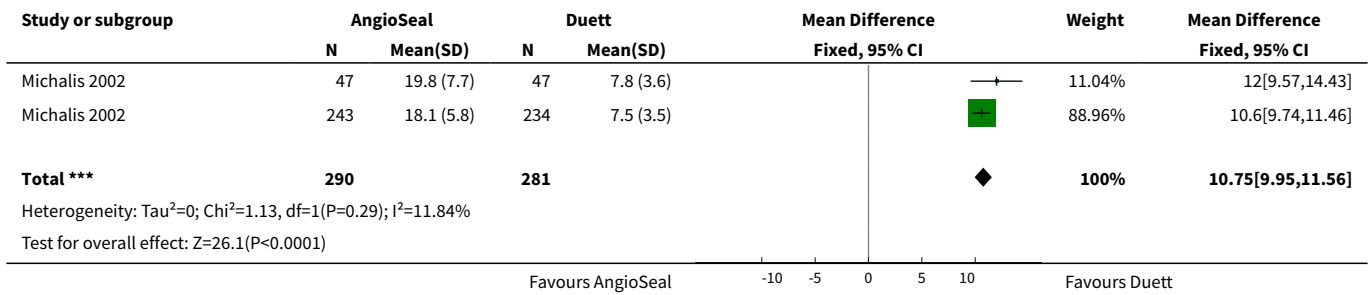 Study or subgroup AngioSeal Duett Mean Difference Weight Mean Difference
N Mean(SD) N Mean(SD) Fixed, 95% CI Fixed, 95% CI
Michalis 2002 47 19.8 (7.7) 47 7.8 (3.6) 11.04% 12[9.57,14.43]
Michalis 2002 243 18.1 (5.8) 234 7.5 (3.5) 88.96% 10.6[9.74,11.46]
Total *** 290 281 100% 10.75[9.95,11.56]
Heterogeneity: Tau²=0; Chi²=1.13, df=1(P=0.29); I²=11.84%
Test for overall effect: Z=26.1(P<0.0001)
Favours AngioSeal -10 -5 0 5 10 Favours Duett